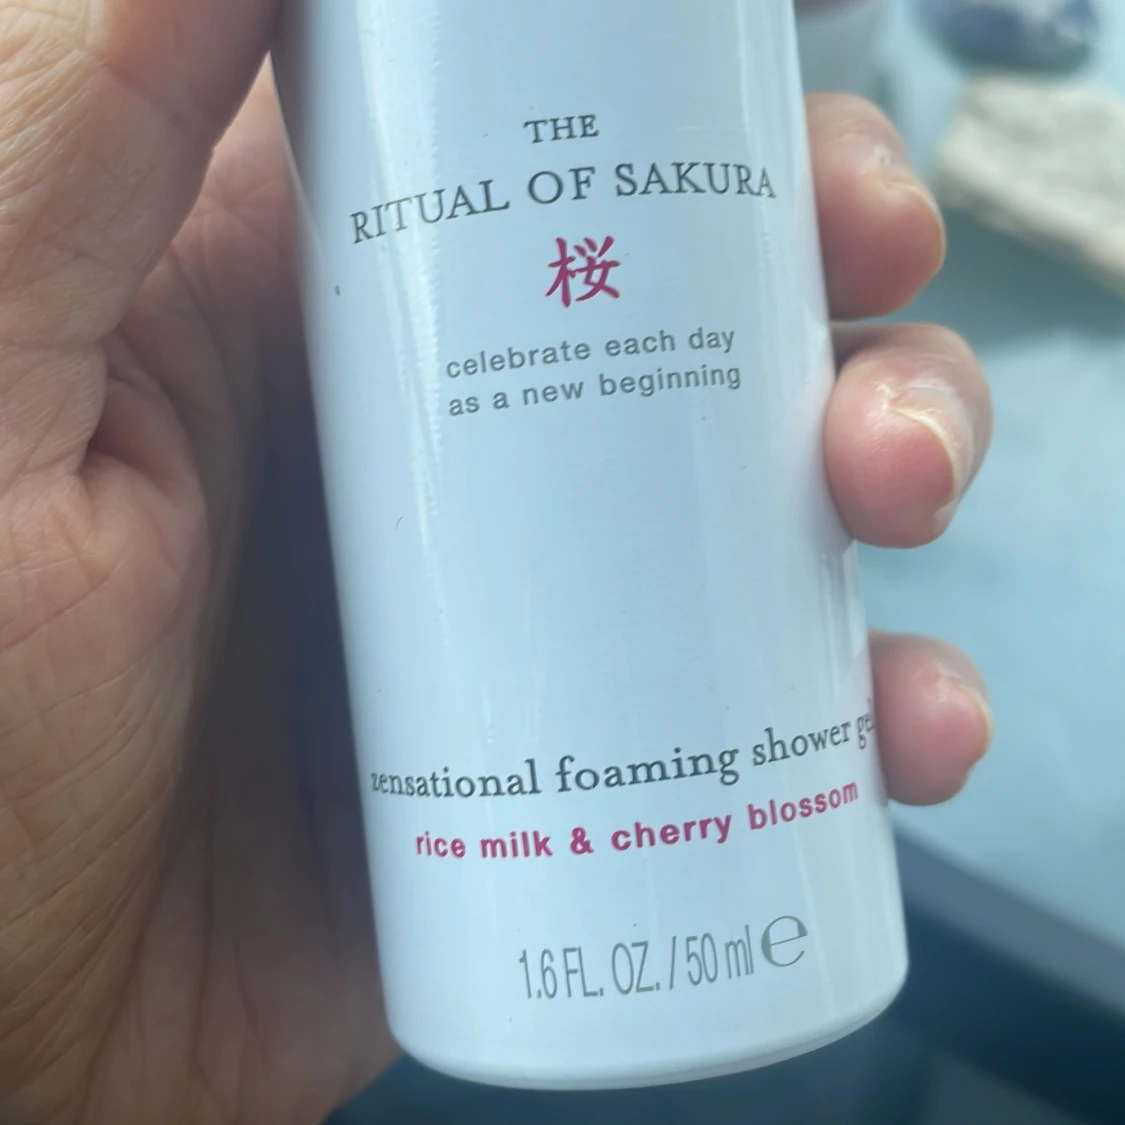 THE
RITUAL OF SAKURA
桜
celebrate each day
as a new beginning
zensational foaming shower gel
rice milk & cherry blossom
1.6 FL. OZ. / 50 ml ℮